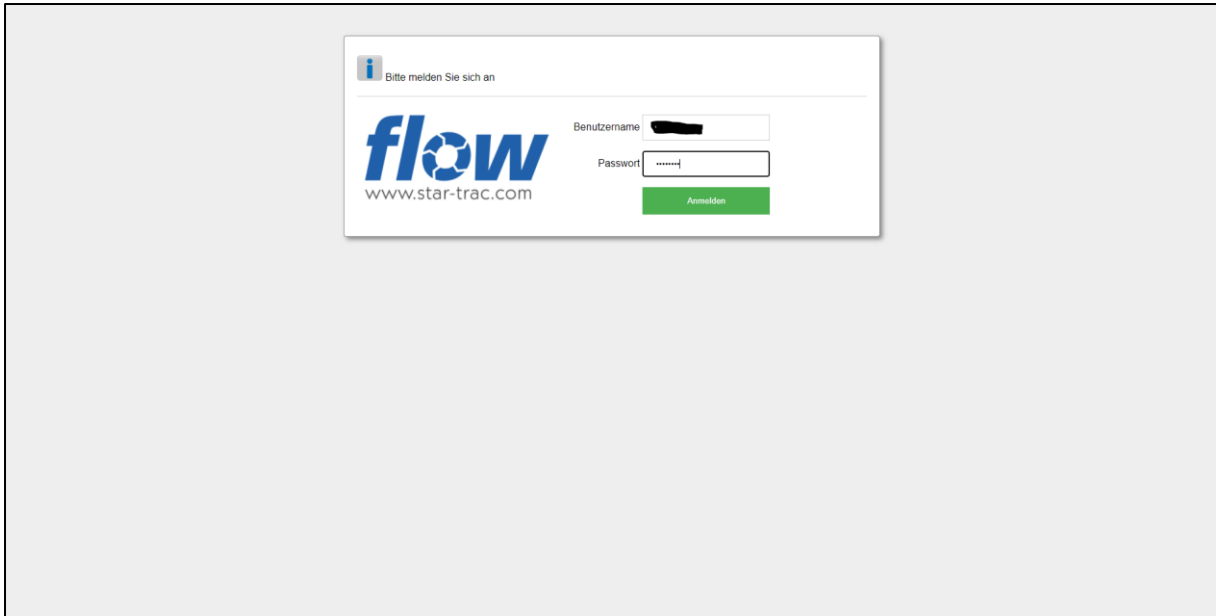 Bitte melden Sie sich an
flow
www.star-trac.com
Benutzername
Passwort ········
Anmelden